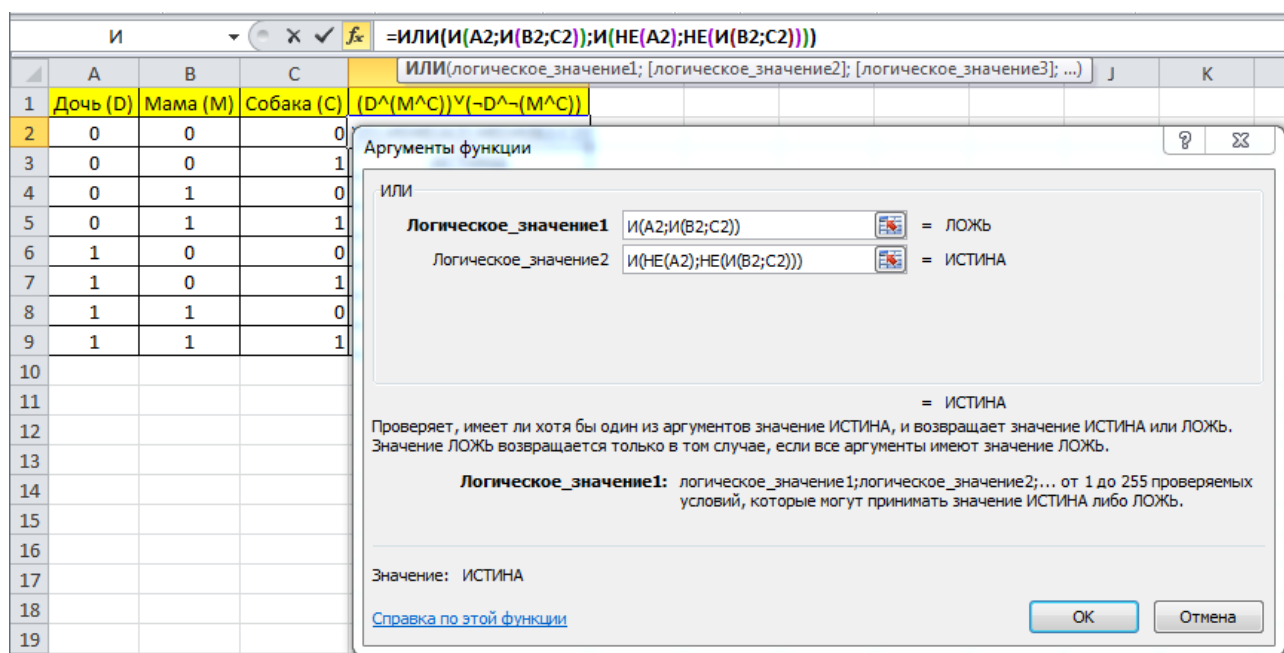 И fx =ИЛИ(И(A2;И(B2;C2));И(НЕ(A2);НЕ(И(B2;C2))))
ИЛИ(логическое_значение1; [логическое_значение2]; [логическое_значение3]; ...)
A B C J K
1 Дочь (D) Мама (M) Собака (C) (D^(M^C))˅(¬D^¬(M^C))
2 0 0 0
3 0 0 1
4 0 1 0
5 0 1 1
6 1 0 0
7 1 0 1
8 1 1 0
9 1 1 1
10
11
12
13
14
15
16
17
18
19
Аргументы функции
ИЛИ
Логическое_значение1 И(A2;И(B2;C2)) = ЛОЖЬ
Логическое_значение2 И(НЕ(A2);НЕ(И(B2;C2))) = ИСТИНА
= ИСТИНА
Проверяет, имеет ли хотя бы один из аргументов значение ИСТИНА, и возвращает значение ИСТИНА или ЛОЖЬ.
Значение ЛОЖЬ возвращается только в том случае, если все аргументы имеют значение ЛОЖЬ.
Логическое_значение1: логическое_значение1;логическое_значение2;... от 1 до 255 проверяемых
условий, которые могут принимать значение ИСТИНА либо ЛОЖЬ.
Значение: ИСТИНА
Справка по этой функции
ОК Отмена